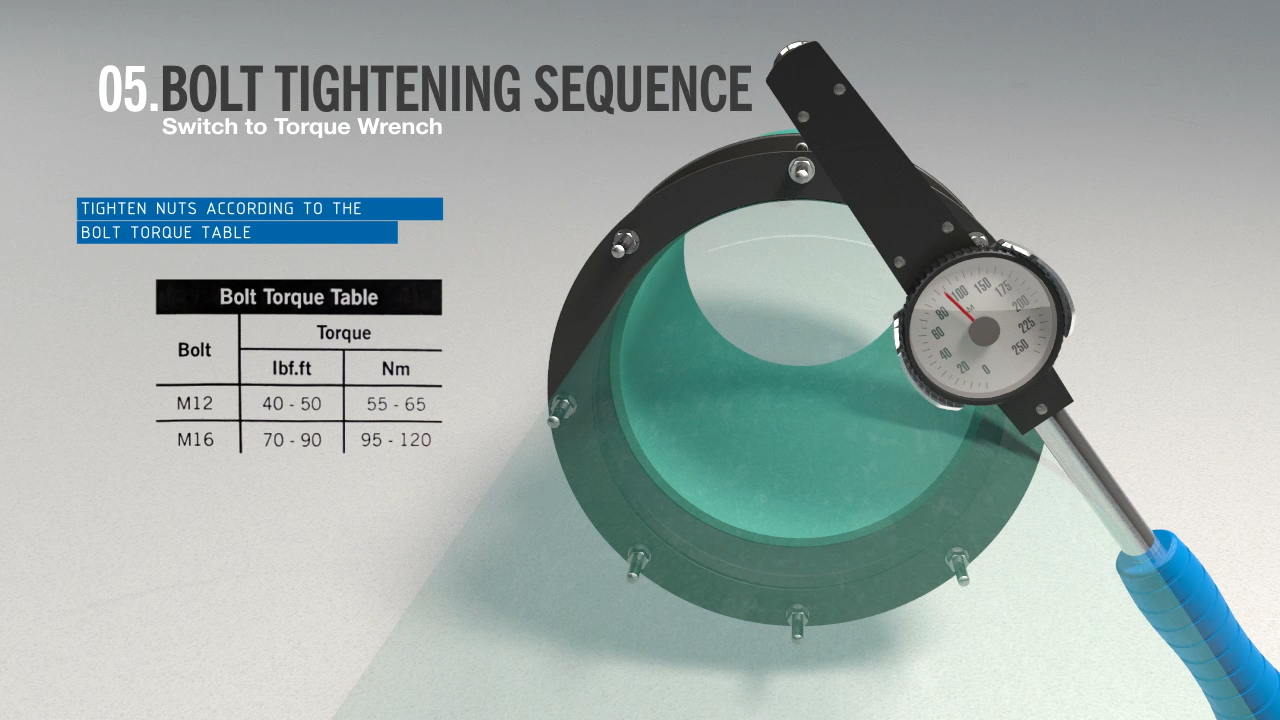 05.BOLT TIGHTENING SEQUENCE
Switch to Torque Wrench
TIGHTEN NUTS ACCORDING TO THE
BOLT TORQUE TABLE
Bolt Torque Table
Bolt Torque
lbf.ft Nm
M12 40 - 50 55 - 65
M16 70 - 90 95 - 120
0
20
40
60
80
100
150
175
200
225
250